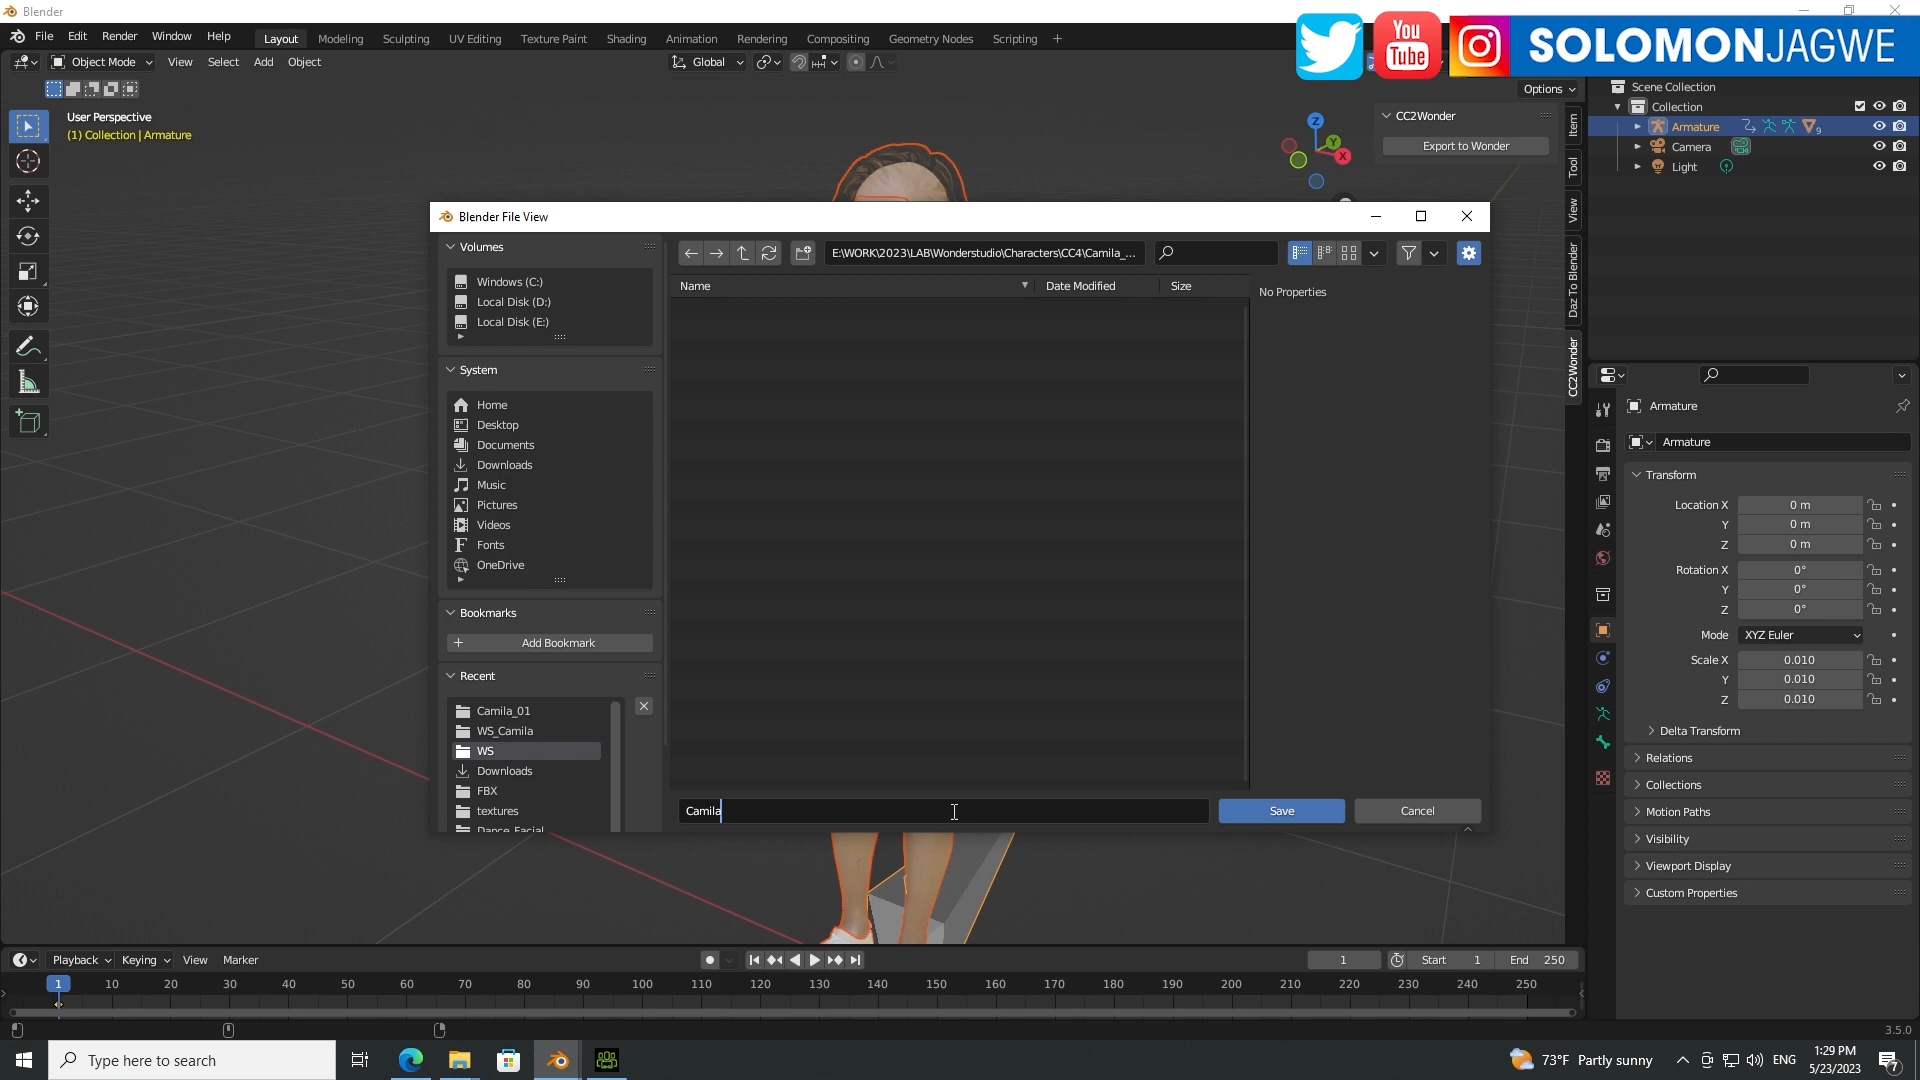 Blender
File Edit Render Window Help Layout Modeling Sculpting UV Editing Texture Paint Shading Animation Rendering Compositing Geometry Nodes Scripting +
You Tube SOLOMONJAGWE
Object Mode View Select Add Object Global
Options
User Perspective
(1) Collection | Armature
Z
Y
X
CC2Wonder
Export to Wonder
Item
Tool
View
Daz To Blender
CC2Wonder
Scene Collection
Collection
Armature 9
Camera
Light
Blender File View
Volumes
Windows (C:)
Local Disk (D:)
Local Disk (E:)
System
Home
Desktop
Documents
Downloads
Music
Pictures
Videos
Fonts
OneDrive
Bookmarks
+ Add Bookmark
Recent
Camila_01
WS_Camila
WS
Downloads
FBX
textures
Dance_Facial
E:\WORK\2023\LAB\Wonderstudio\Characters\CC4\Camila_...
Name Date Modified Size
No Properties
Camila Save Cancel
Armature
Armature
Transform
Location X 0 m
Y 0 m
Z 0 m
Rotation X 0°
Y 0°
Z 0°
Mode XYZ Euler
Scale X 0.010
Y 0.010
Z 0.010
Delta Transform
Relations
Collections
Motion Paths
Visibility
Viewport Display
Custom Properties
Playback Keying View Marker 1 Start 1 End 250
1 10 20 30 40 50 60 70 80 90 100 110 120 130 140 150 160 170 180 190 200 210 220 230 240 250
3.5.0
Type here to search
73°F Partly sunny ENG 1:29 PM 5/23/2023 7